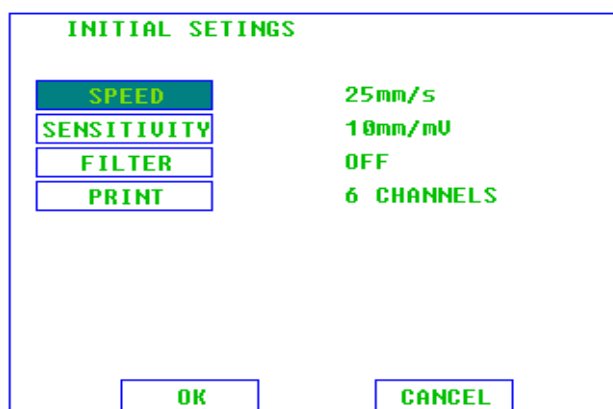 INITIAL SETINGS
SPEED 25mm/s
SENSITIVITY 10mm/mV
FILTER OFF
PRINT 6 CHANNELS
OK CANCEL